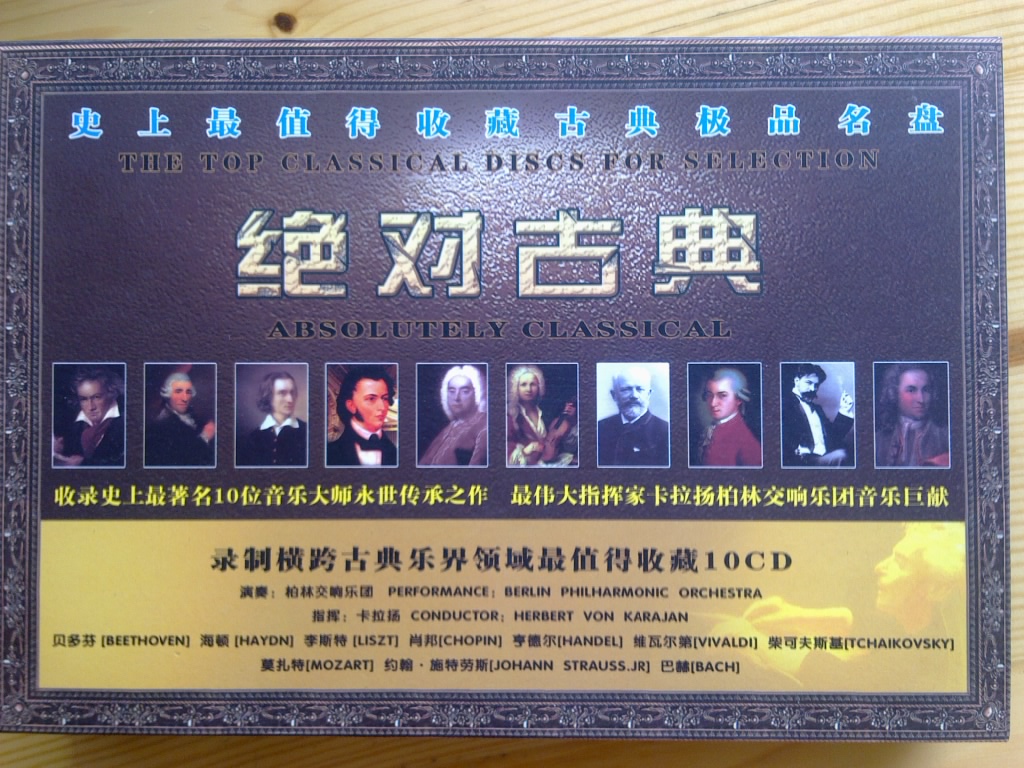 史上最值得收藏古典极品名盘
THE TOP CLASSICAL DISCS FOR SELECTION
绝对古典
ABSOLUTELY CLASSICAL
收录史上最著名10位音乐大师永世传承之作 最伟大指挥家卡拉扬柏林交响乐团音乐巨献
录制横跨古典乐界领域最值得收藏10CD
演奏：柏林交响乐团 PERFORMANCE：BERLIN PHILHARMONIC ORCHESTRA
指挥：卡拉扬 CONDUCTOR：HERBERT VON KARAJAN
贝多芬 [BEETHOVEN] 海顿 [HAYDN] 李斯特 [LISZT] 肖邦[CHOPIN] 亨德尔[HANDEL] 维瓦尔第[VIVALDI] 柴可夫斯基[TCHAIKOVSKY]
莫扎特[MOZART] 约翰·施特劳斯[JOHANN STRAUSS.JR] 巴赫[BACH]